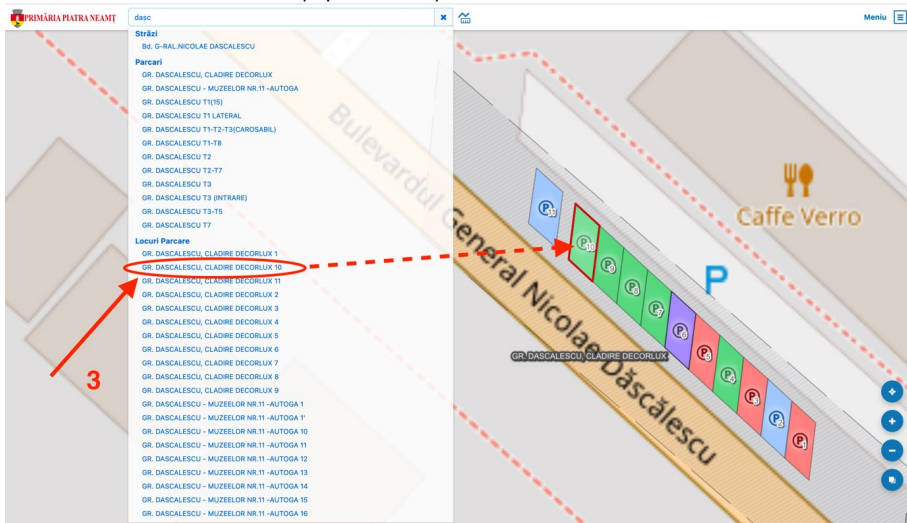 PRIMĂRIA PIATRA NEAMȚ
dasc
Meniu
Străzi
Bd. G-RAL.NICOLAE DASCALESCU
Parcari
GR. DASCALESCU, CLADIRE DECORLUX
GR. DASCALESCU - MUZEELOR NR.11 -AUTOGA
GR. DASCALESCU T1(15)
GR. DASCALESCU T1 LATERAL
GR. DASCALESCU T1-T2-T3(CAROSABIL)
GR. DASCALESCU T1-T8
GR. DASCALESCU T2
GR. DASCALESCU T2-T7
GR. DASCALESCU T3
GR. DASCALESCU T3 (INTRARE)
GR. DASCALESCU T3-T5
GR. DASCALESCU T7
Locuri Parcare
GR. DASCALESCU, CLADIRE DECORLUX 1
GR. DASCALESCU, CLADIRE DECORLUX 10
GR. DASCALESCU, CLADIRE DECORLUX 11
GR. DASCALESCU, CLADIRE DECORLUX 2
GR. DASCALESCU, CLADIRE DECORLUX 3
GR. DASCALESCU, CLADIRE DECORLUX 4
GR. DASCALESCU, CLADIRE DECORLUX 5
GR. DASCALESCU, CLADIRE DECORLUX 6
GR. DASCALESCU, CLADIRE DECORLUX 7
GR. DASCALESCU, CLADIRE DECORLUX 8
GR. DASCALESCU, CLADIRE DECORLUX 9
GR. DASCALESCU - MUZEELOR NR.11 -AUTOGA 1
GR. DASCALESCU - MUZEELOR NR.11 -AUTOGA 1'
GR. DASCALESCU - MUZEELOR NR.11 -AUTOGA 10
GR. DASCALESCU - MUZEELOR NR.11 -AUTOGA 11
GR. DASCALESCU - MUZEELOR NR.11 -AUTOGA 12
GR. DASCALESCU - MUZEELOR NR.11 -AUTOGA 13
GR. DASCALESCU - MUZEELOR NR.11 -AUTOGA 14
GR. DASCALESCU - MUZEELOR NR.11 -AUTOGA 15
GR. DASCALESCU - MUZEELOR NR.11 -AUTOGA 16
3
Bulevardul General Nicolae Dăscălescu
Caffe Verro
P
P 11
P 10
P 9
P 8
P 7
P 6
P 5
P 4
P 3
P 2
P 1
GR. DASCALESCU, CLADIRE DECORLUX